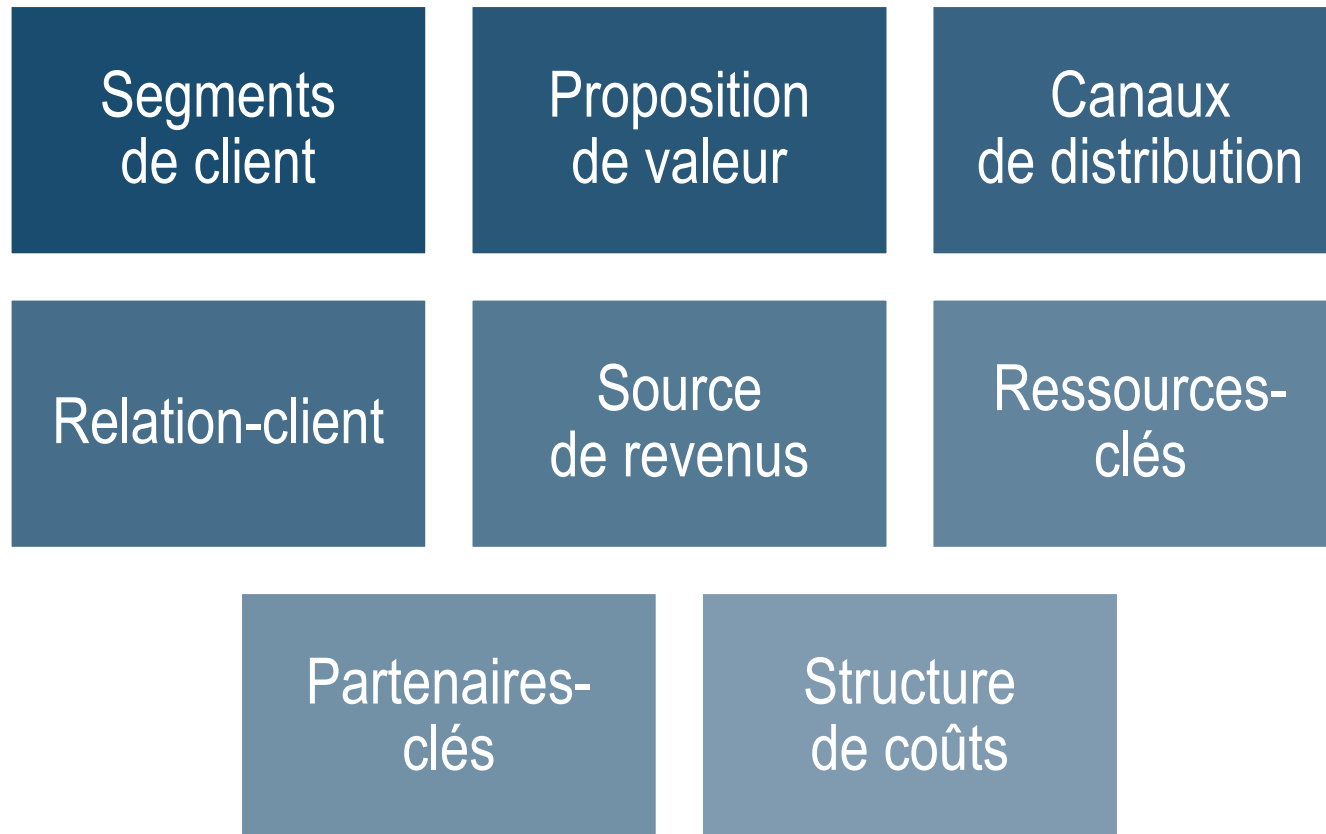 Segments
de client
Proposition
de valeur
Canaux
de distribution
Relation-client
Source
de revenus
Ressources-
clés
Partenaires-
clés
Structure
de coûts